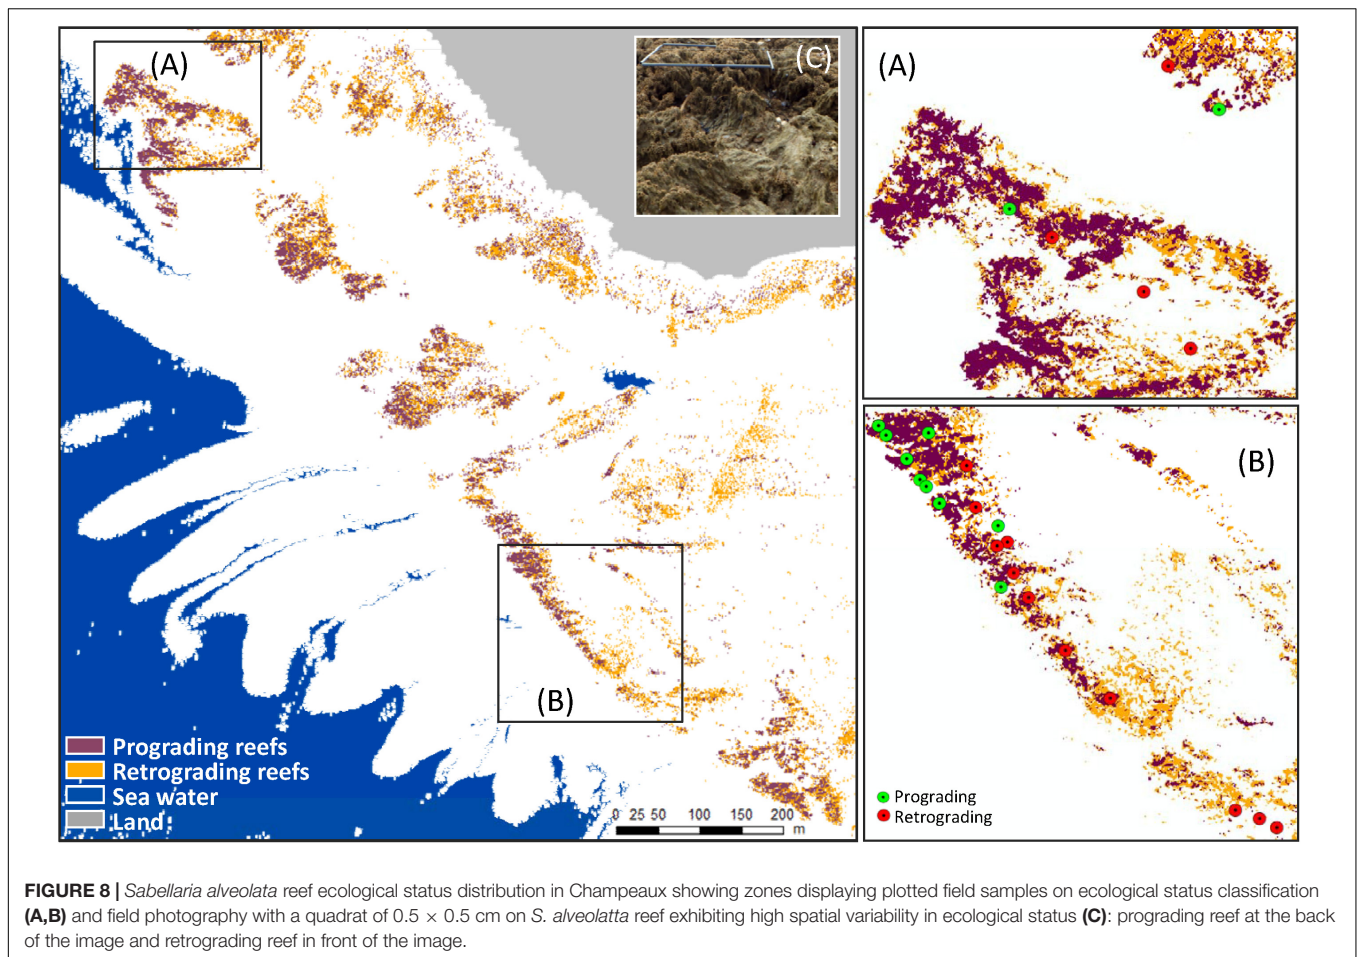 (A)
(C)
(B)
Prograding reefs
Retrograding reefs
Sea water
Land
0 25 50 100 150 200
m
(A)
(B)
Prograding
Retrograding
FIGURE 8 | Sabellaria alveolata reef ecological status distribution in Champeaux showing zones displaying plotted field samples on ecological status classification
(A,B) and field photography with a quadrat of 0.5 × 0.5 cm on S. alveolatta reef exhibiting high spatial variability in ecological status (C): prograding reef at the back
of the image and retrograding reef in front of the image.